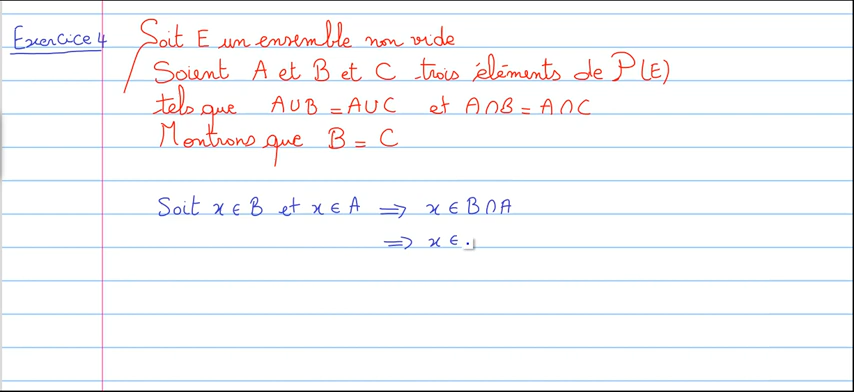 Exercice 4
Soit E un ensemble non vide
Soient A et B et C trois éléments de P(E)
tels que A∪B = A∪C et A∩B = A∩C
Montrons que B = C
Soit x ∈ B et x ∈ A ⟹ x ∈ B∩A
⟹ x ∈ .